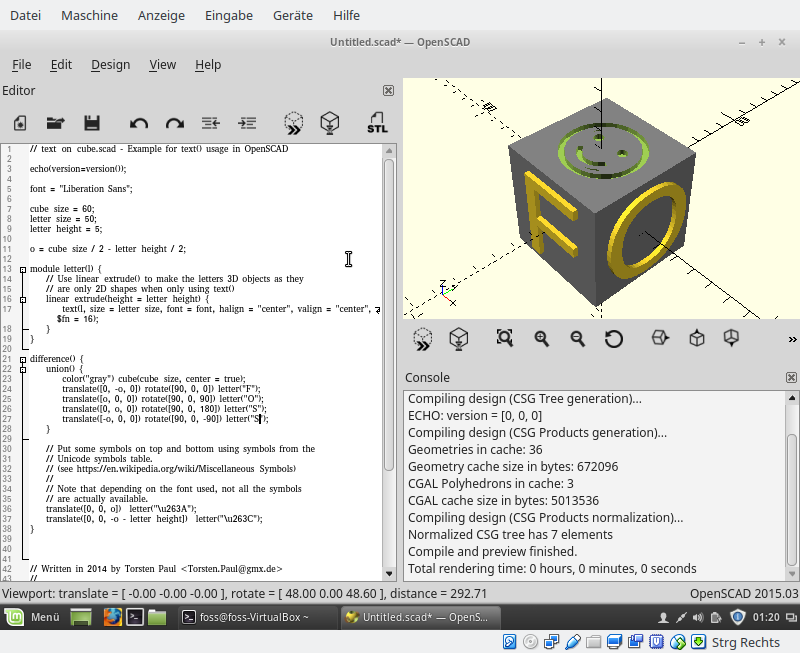 Datei Maschine Anzeige Eingabe Geräte Hilfe
Untitled.scad* — OpenSCAD
File Edit Design View Help
Editor
STL
1 // text on cube.scad - Example for text() usage in OpenSCAD
2
3 echo(version=version());
4
5 font = "Liberation Sans";
6
7 cube size = 60;
8 letter size = 50;
9 letter height = 5;
10
11 o = cube size / 2 - letter height / 2;
12
13 module letter(l) {
14 // Use linear extrude() to make the letters 3D objects as they
15 // are only 2D shapes when only using text()
16 linear extrude(height = letter height) {
17 text(l, size = letter size, font = font, halign = "center", valign = "center",
$fn = 16);
18 }
19 }
20
21 difference() {
22 union() {
23 color("gray") cube(cube size, center = true);
24 translate([0, -o, 0]) rotate([90, 0, 0]) letter("F");
25 translate([o, 0, 0]) rotate([90, 0, 90]) letter("O");
26 translate([0, o, 0]) rotate([90, 0, 180]) letter("S");
27 translate([-o, 0, 0]) rotate([90, 0, -90]) letter("S");
28 }
29
30 // Put some symbols on top and bottom using symbols from the
31 // Unicode symbols table.
32 // (see https://en.wikipedia.org/wiki/Miscellaneous Symbols)
33 //
34 // Note that depending on the font used, not all the symbols
35 // are actually available.
36 translate([0, 0, o]) letter("\u263A");
37 translate([0, 0, -o - letter height]) letter("\u263C");
38 }
39
40
41
42 // Written in 2014 by Torsten Paul <Torsten.Paul@gmx.de>
43 //
F O
Z
Console
Compiling design (CSG Tree generation)...
ECHO: version = [0, 0, 0]
Compiling design (CSG Products generation)...
Geometries in cache: 36
Geometry cache size in bytes: 672096
CGAL Polyhedrons in cache: 3
CGAL cache size in bytes: 5013536
Compiling design (CSG Products normalization)...
Normalized CSG tree has 7 elements
Compile and preview finished.
Total rendering time: 0 hours, 0 minutes, 0 seconds
Viewport: translate = [ -0.00 -0.00 -0.00 ], rotate = [ 48.00 0.00 48.60 ], distance = 292.71 OpenSCAD 2015.03
Menü foss@foss-VirtualBox ~ Untitled.scad* — OpenS... 01:20
Strg Rechts